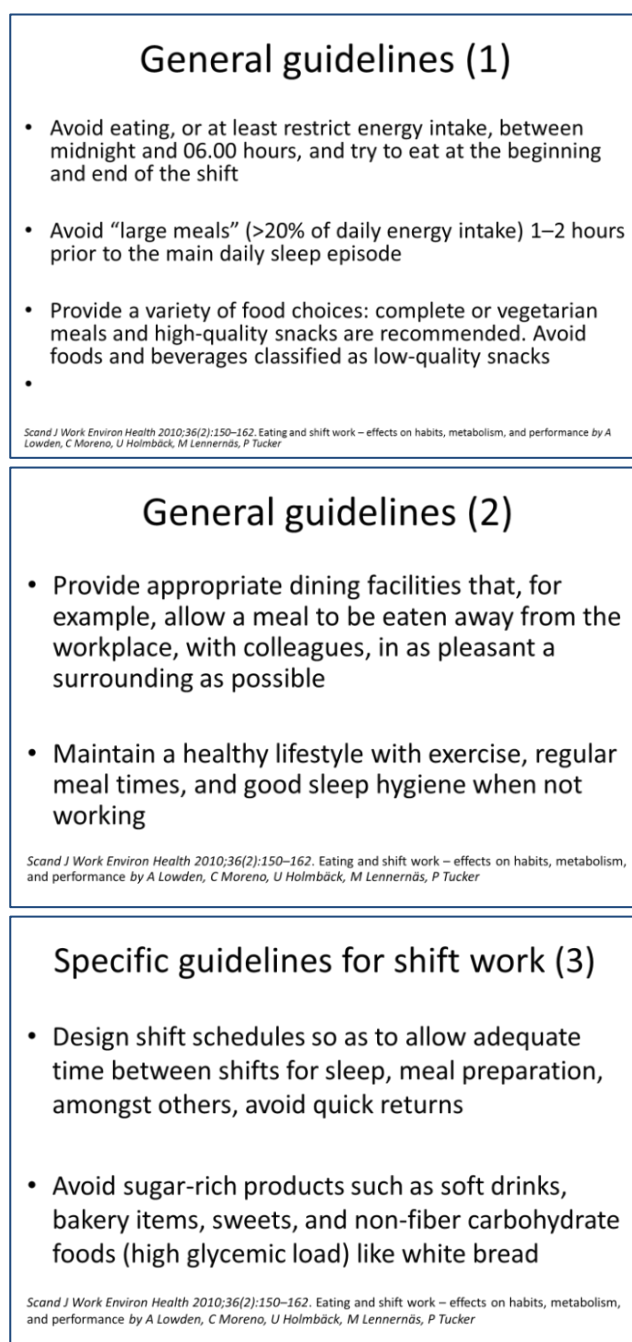 General guidelines (1)
• Avoid eating, or at least restrict energy intake, between
midnight and 06.00 hours, and try to eat at the beginning
and end of the shift
• Avoid “large meals” (>20% of daily energy intake) 1–2 hours
prior to the main daily sleep episode
• Provide a variety of food choices: complete or vegetarian
meals and high-quality snacks are recommended. Avoid
foods and beverages classified as low-quality snacks
•
Scand J Work Environ Health 2010;36(2):150–162. Eating and shift work – effects on habits, metabolism, and performance by A
Lowden, C Moreno, U Holmbäck, M Lennernäs, P Tucker
General guidelines (2)
• Provide appropriate dining facilities that, for
example, allow a meal to be eaten away from the
workplace, with colleagues, in as pleasant a
surrounding as possible
• Maintain a healthy lifestyle with exercise, regular
meal times, and good sleep hygiene when not
working
Scand J Work Environ Health 2010;36(2):150–162. Eating and shift work – effects on habits, metabolism,
and performance by A Lowden, C Moreno, U Holmbäck, M Lennernäs, P Tucker
Specific guidelines for shift work (3)
• Design shift schedules so as to allow adequate
time between shifts for sleep, meal preparation,
amongst others, avoid quick returns
• Avoid sugar-rich products such as soft drinks,
bakery items, sweets, and non-fiber carbohydrate
foods (high glycemic load) like white bread
Scand J Work Environ Health 2010;36(2):150–162. Eating and shift work – effects on habits, metabolism,
and performance by A Lowden, C Moreno, U Holmbäck, M Lennernäs, P Tucker